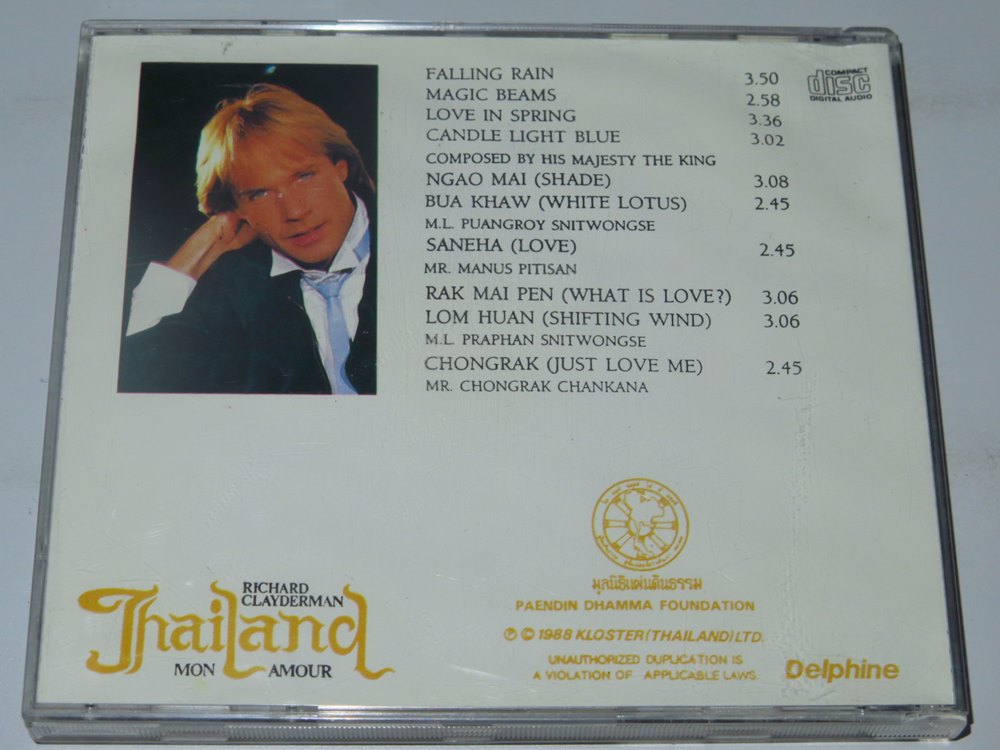 FALLING RAIN 3.50
MAGIC BEAMS 2.58
LOVE IN SPRING 3.36
CANDLE LIGHT BLUE 3.02
COMPOSED BY HIS MAJESTY THE KING
NGAO MAI (SHADE) 3.08
BUA KHAW (WHITE LOTUS) 2.45
M.L. PUANGROY SNITWONGSE
SANEHA (LOVE) 2.45
MR. MANUS PITISAN
RAK MAI PEN (WHAT IS LOVE?) 3.06
LOM HUAN (SHIFTING WIND) 3.06
M.L. PRAPHAN SNITWONGSE
CHONGRAK (JUST LOVE ME) 2.45
MR. CHONGRAK CHANKANA
COMPACT
disc
DIGITAL AUDIO
RICHARD
CLAYDERMAN
Thailand
MON AMOUR
มูลนิธิแผ่นดินธรรม
PAENDIN DHAMMA FOUNDATION
Ⓟ © 1988 KLOSTER (THAILAND) LTD.
UNAUTHORIZED DUPLICATION IS
A VIOLATION OF APPLICABLE LAWS.
Delphine